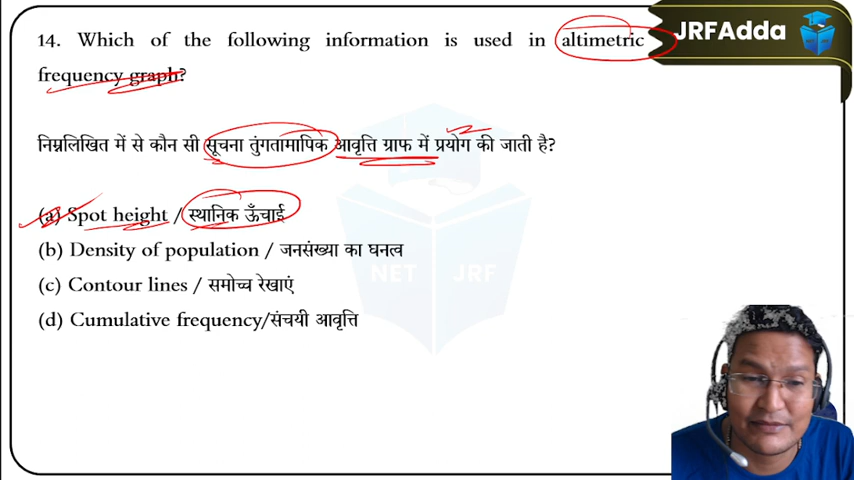 14. Which of the following information is used in altimetric
frequency graph?
JRFAdda
निम्नलिखित में से कौन सी सूचना तुंगतामापिक आवृत्ति ग्राफ में प्रयोग की जाती है?
(a) Spot height / स्थानिक ऊँचाई
(b) Density of population / जनसंख्या का घनत्व
(c) Contour lines / समोच्च रेखाएं
(d) Cumulative frequency/संचयी आवृत्ति
NET JRF